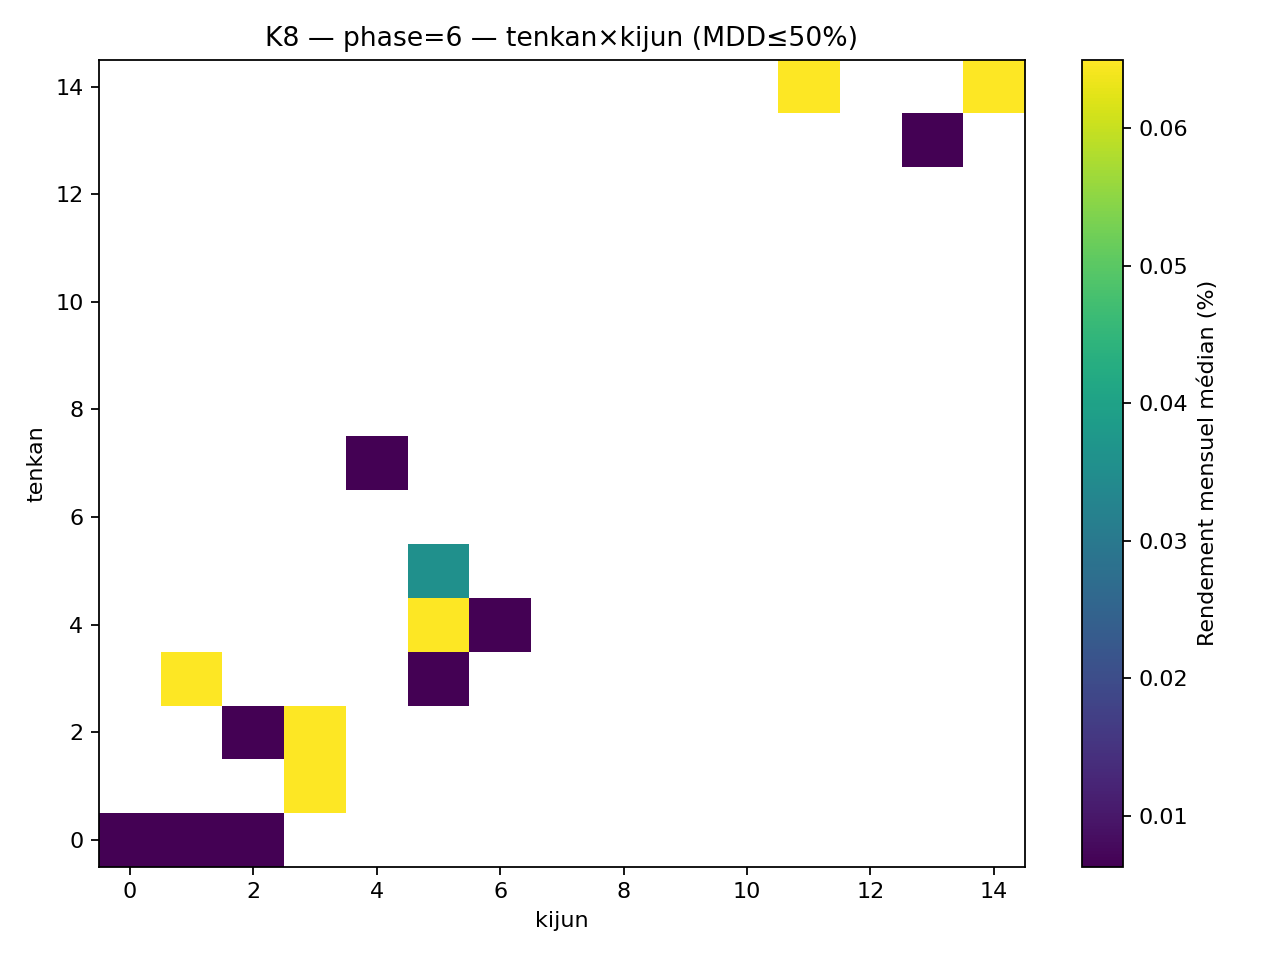 K8 — phase=6 — tenkan×kijun (MDD≤50%)
14
12
10
8
6
4
2
0
tenkan
0 2 4 6 8 10 12 14
kijun
0.06
0.05
0.04
0.03
0.02
0.01
Rendement mensuel médian (%)